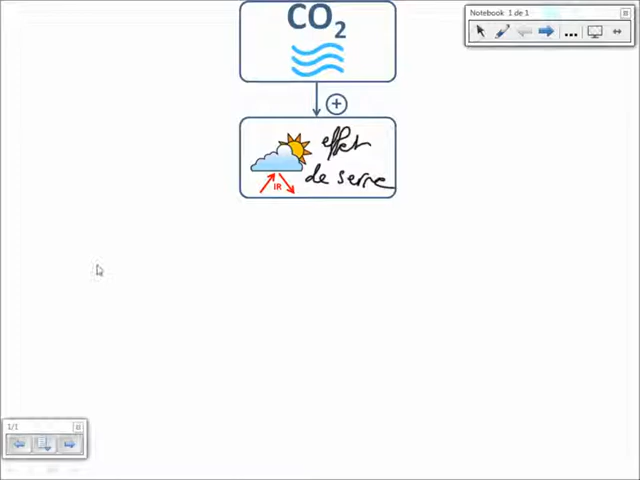 Notebook 1 de 1
CO₂
+
effet
de serre
IR
1/1